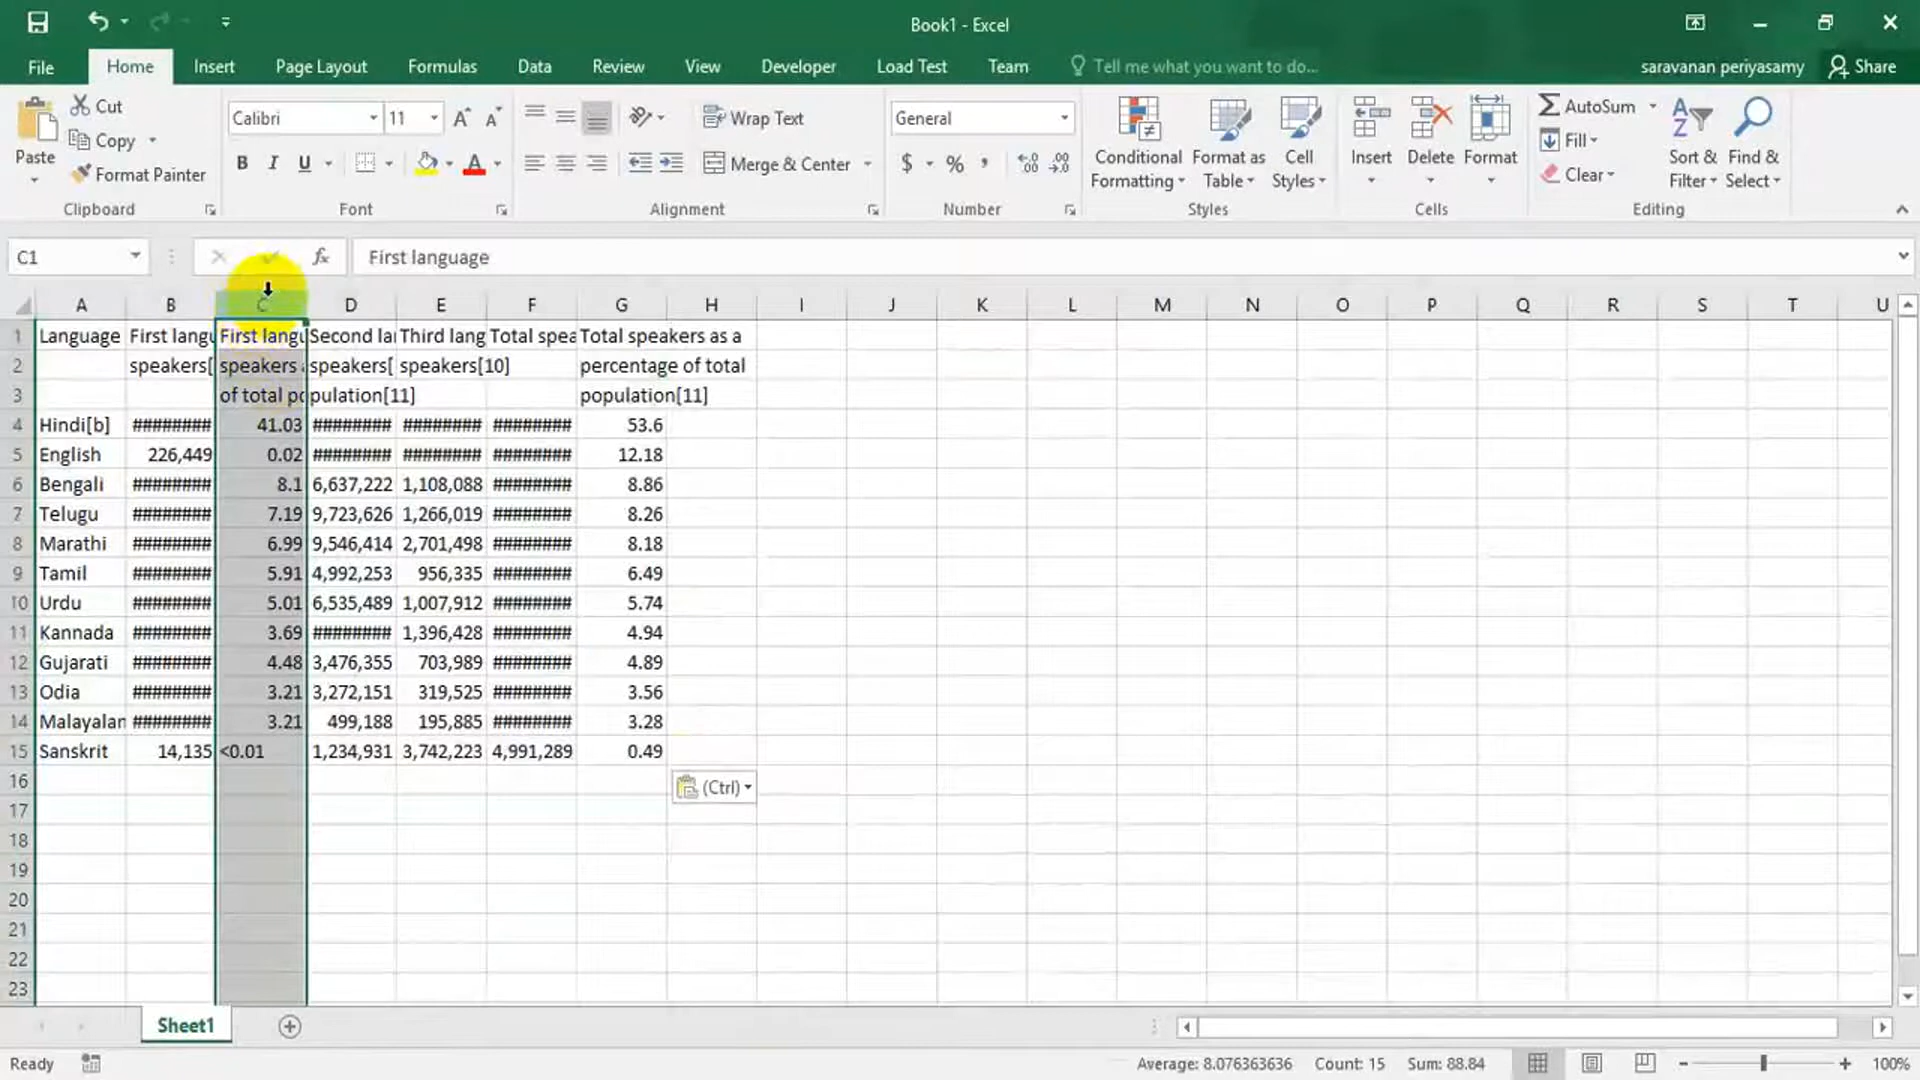 Book1 - Excel
File Home Insert Page Layout Formulas Data Review View Developer Load Test Team Tell me what you want to do... saravanan periyasamy Share
Paste Cut Copy Format Painter
Calibri 11
B I U
Wrap Text
Merge & Center
General
$ % ,
Conditional Formatting Format as Table Cell Styles
Insert Delete Format
AutoSum Fill Clear
Sort & Filter Find & Select
Clipboard Font Alignment Number Styles Cells Editing
C1 fx First language
A B C D E F G H I J K L M N O P Q R S T U
1 Language First langu First langu Second la Third lang Total spea Total speakers as a
2 speakers[ speakers speakers[ speakers[10] percentage of total
3 of total population[11] population[11]
4 Hindi[b] ######## 41.03 ######## ######## ######## 53.6
5 English 226,449 0.02 ######## ######## ######## 12.18
6 Bengali ######## 8.1 6,637,222 1,108,088 ######## 8.86
7 Telugu ######## 7.19 9,723,626 1,266,019 ######## 8.26
8 Marathi ######## 6.99 9,546,414 2,701,498 ######## 8.18
9 Tamil ######## 5.91 4,992,253 956,335 ######## 6.49
10 Urdu ######## 5.01 6,535,489 1,007,912 ######## 5.74
11 Kannada ######## 3.69 ######## 1,396,428 ######## 4.94
12 Gujarati ######## 4.48 3,476,355 703,989 ######## 4.89
13 Odia ######## 3.21 3,272,151 319,525 ######## 3.56
14 Malayalan ######## 3.21 499,188 195,885 ######## 3.28
15 Sanskrit 14,135 <0.01 1,234,931 3,742,223 4,991,289 0.49
16 (Ctrl)
17
18
19
20
21
22
23
Sheet1
Ready Average: 8.076363636 Count: 15 Sum: 88.84 100%